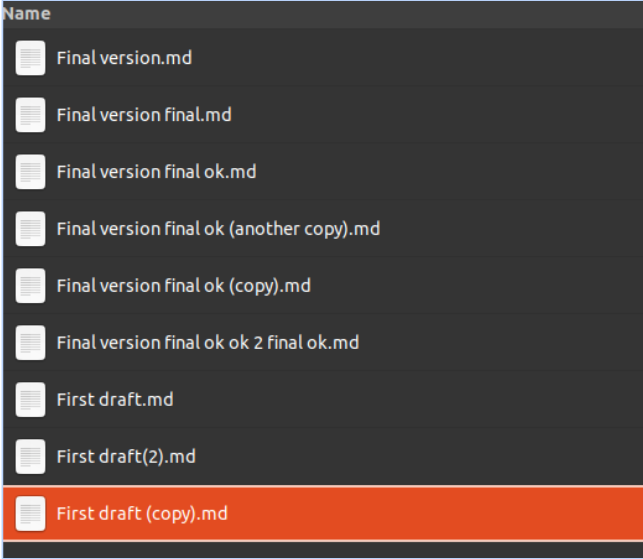 Name
Final version.md
Final version final.md
Final version final ok.md
Final version final ok (another copy).md
Final version final ok (copy).md
Final version final ok ok 2 final ok.md
First draft.md
First draft(2).md
First draft (copy).md